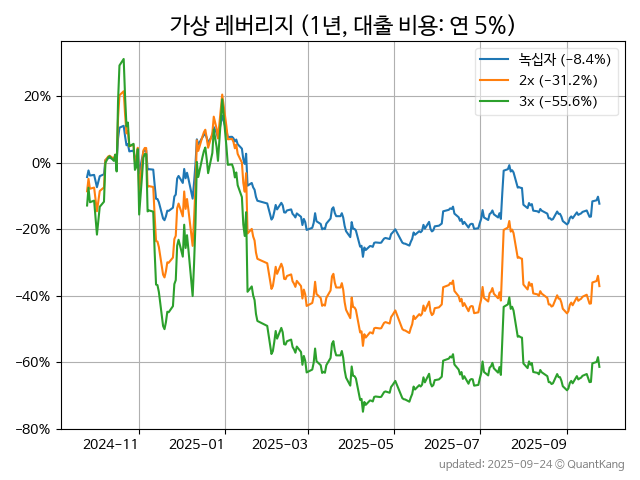 가상 레버리지 (1년, 대출 비용: 연 5%)
녹십자 (−8.4%)
2x (−31.2%)
3x (−55.6%)
20%
0%
−20%
−40%
−60%
−80%
2024−11 2025−01 2025−03 2025−05 2025−07 2025−09
updated: 2025-09-24 © QuantKang